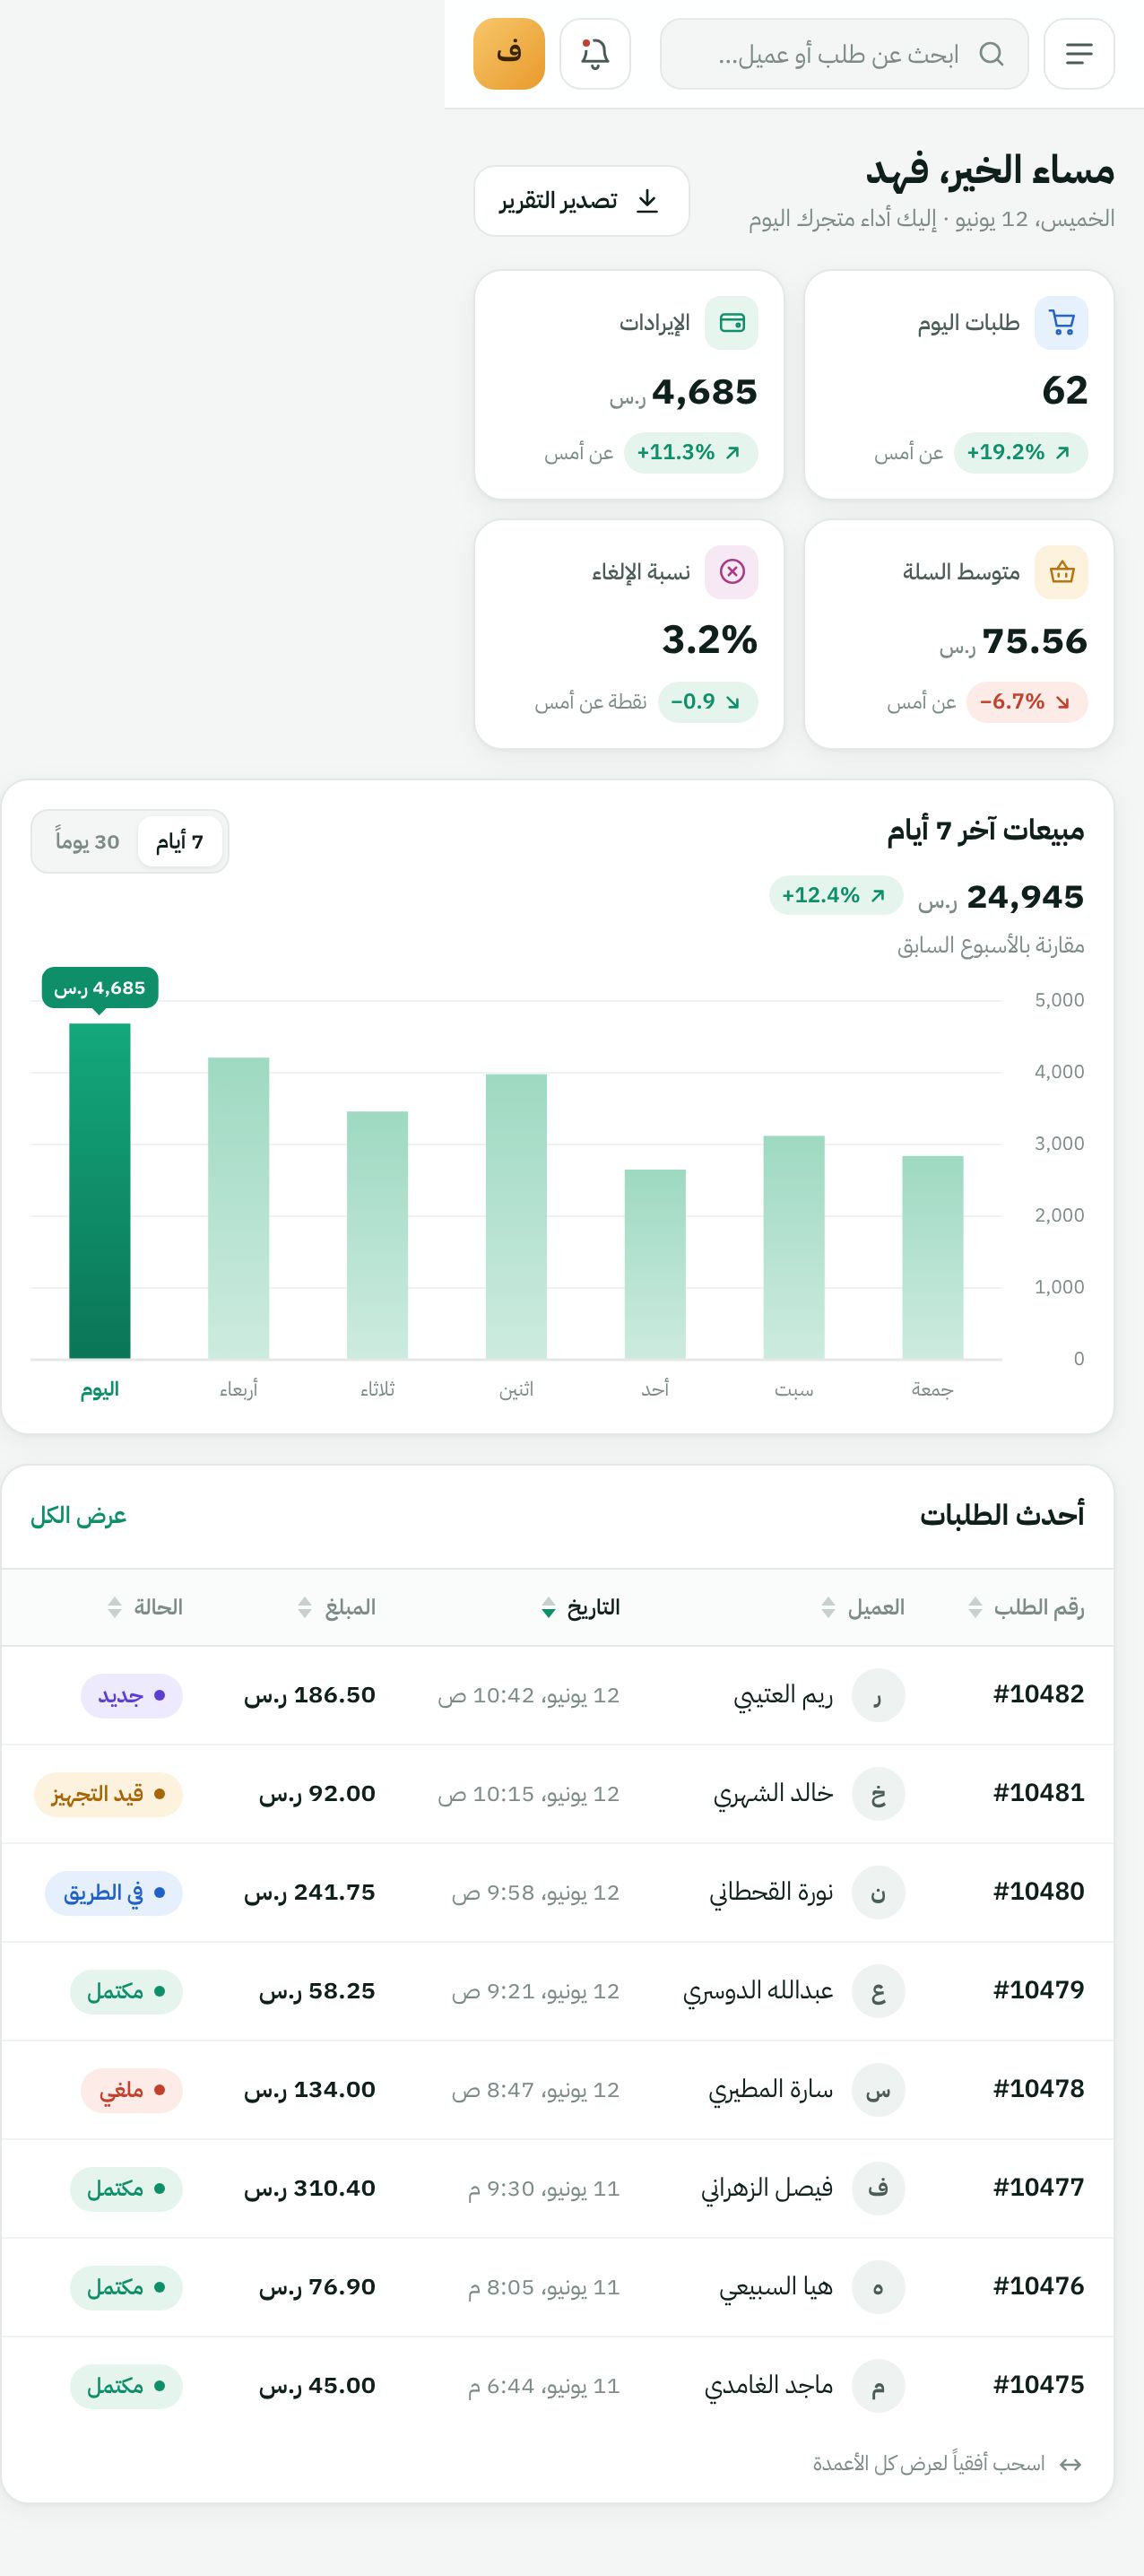 ابحث عن طلب أو عميل...
ف
مساء الخير، فهد
الخميس، 12 يونيو · إليك أداء متجرك اليوم
تصدير التقرير
طلبات اليوم
62
+19.2% عن أمس
الإيرادات
4,685 ر.س
+11.3% عن أمس
متوسط السلة
75.56 ر.س
−6.7% عن أمس
نسبة الإلغاء
3.2%
−0.9 نقطة عن أمس
مبيعات آخر 7 أيام
7 أيام
30 يوماً
24,945 ر.س +12.4%
مقارنة بالأسبوع السابق
4,685 ر.س
5,000
4,000
3,000
2,000
1,000
0
جمعة سبت أحد اثنين ثلاثاء أربعاء اليوم
أحدث الطلبات
عرض الكل
رقم الطلب العميل التاريخ المبلغ الحالة
#10482 ر ريم العتيبي 12 يونيو، 10:42 ص 186.50 ر.س جديد
#10481 خ خالد الشهري 12 يونيو، 10:15 ص 92.00 ر.س قيد التجهيز
#10480 ن نورة القحطاني 12 يونيو، 9:58 ص 241.75 ر.س في الطريق
#10479 ع عبدالله الدوسري 12 يونيو، 9:21 ص 58.25 ر.س مكتمل
#10478 س سارة المطيري 12 يونيو، 8:47 ص 134.00 ر.س ملغي
#10477 ف فيصل الزهراني 11 يونيو، 9:30 م 310.40 ر.س مكتمل
#10476 ه هيا السبيعي 11 يونيو، 8:05 م 76.90 ر.س مكتمل
#10475 م ماجد الغامدي 11 يونيو، 6:44 م 45.00 ر.س مكتمل
اسحب أفقياً لعرض كل الأعمدة